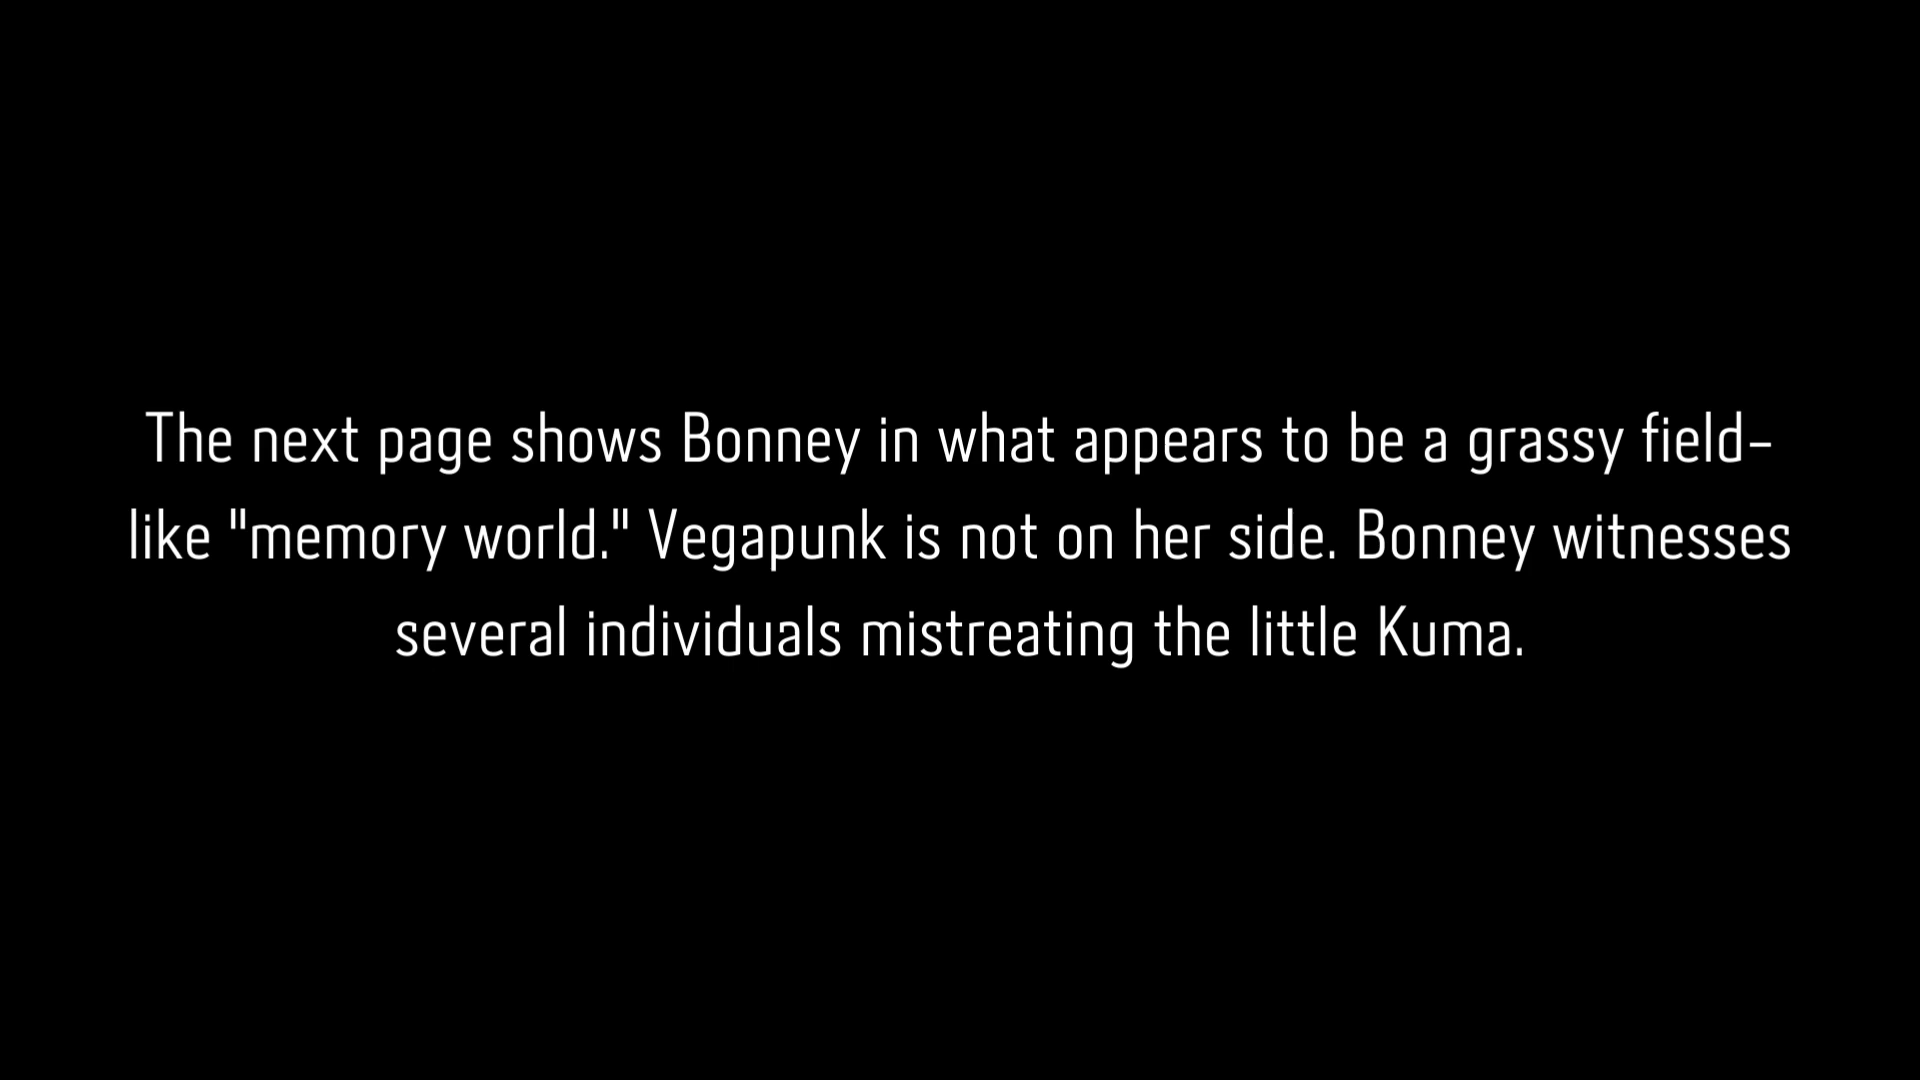 The next page shows Bonney in what appears to be a grassy field-
like "memory world." Vegapunk is not on her side. Bonney witnesses
several individuals mistreating the little Kuma.